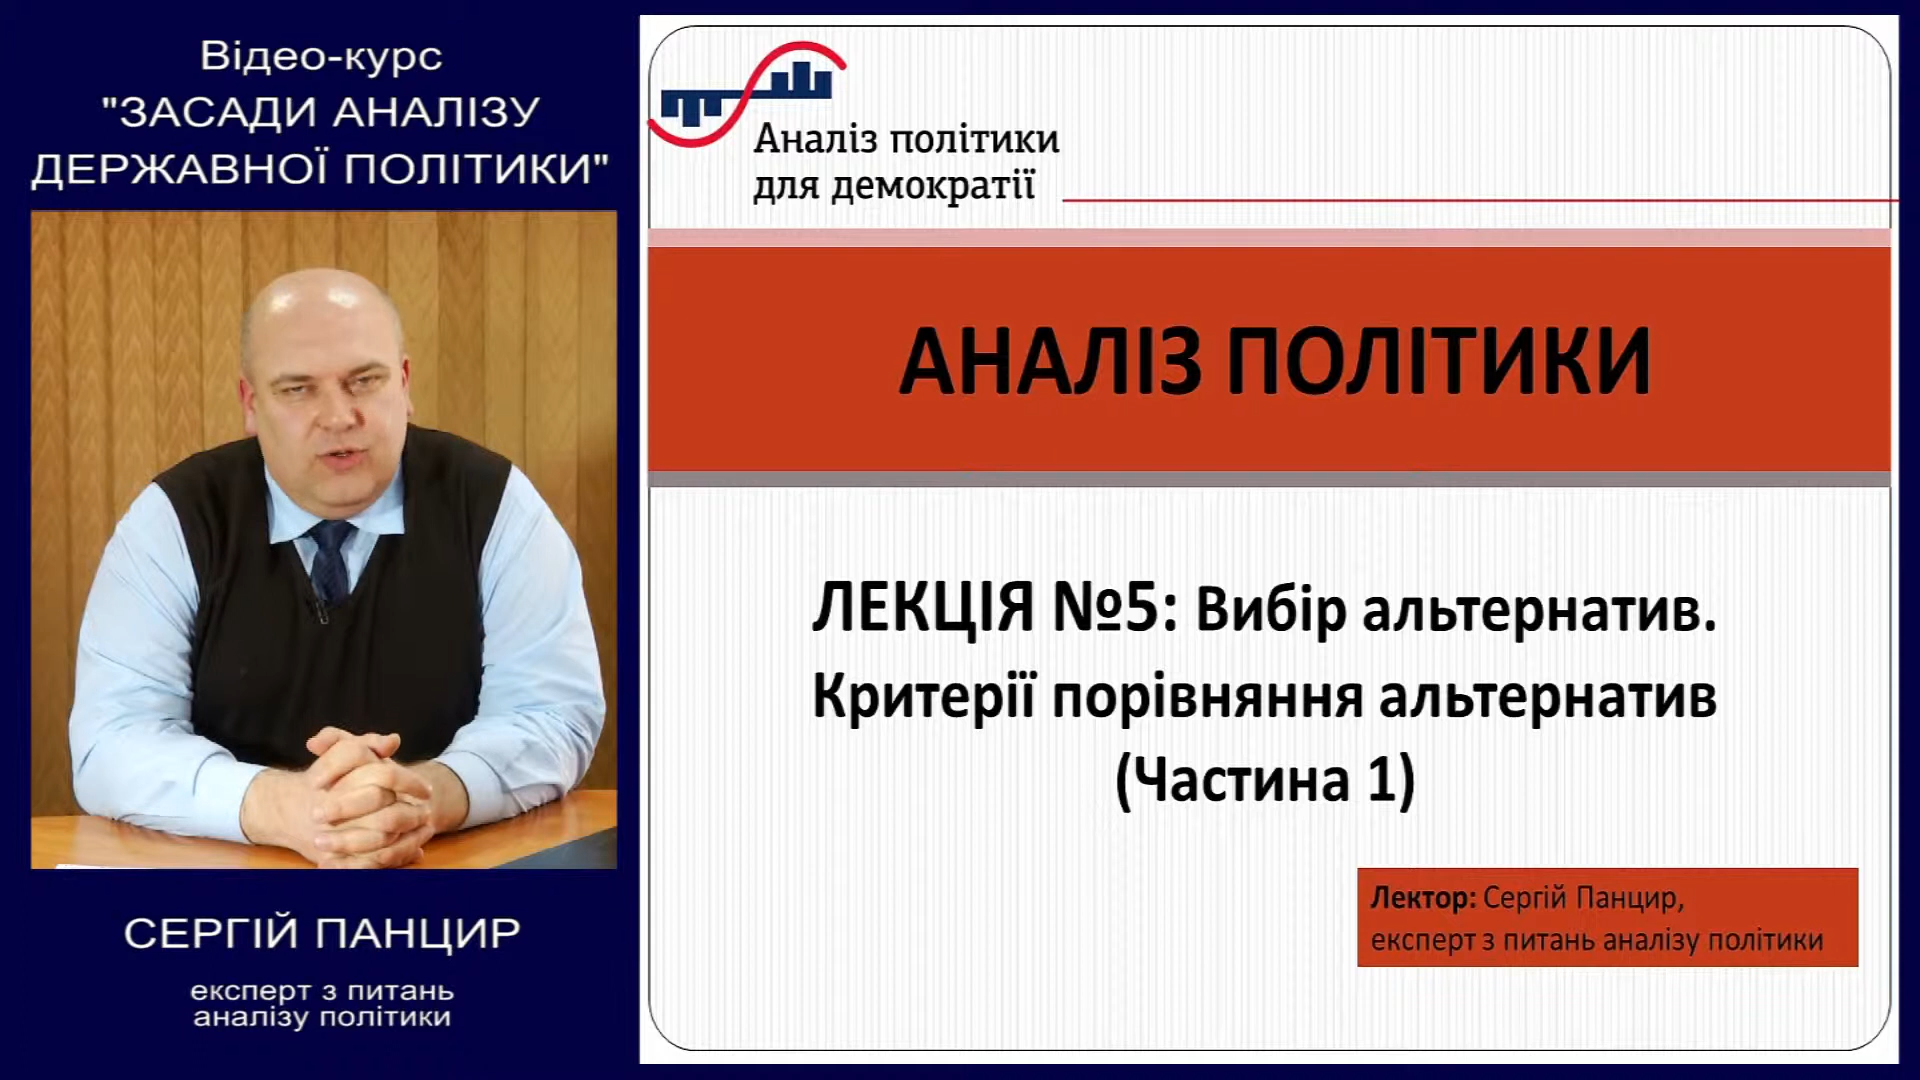 Відео-курс
"ЗАСАДИ АНАЛІЗУ
ДЕРЖАВНОЇ ПОЛІТИКИ"
СЕРГІЙ ПАНЦИР
експерт з питань
аналізу політики
Аналіз політики
для демократії
АНАЛІЗ ПОЛІТИКИ
ЛЕКЦІЯ №5: Вибір альтернатив.
Критерії порівняння альтернатив
(Частина 1)
Лектор: Сергій Панцир,
експерт з питань аналізу політики